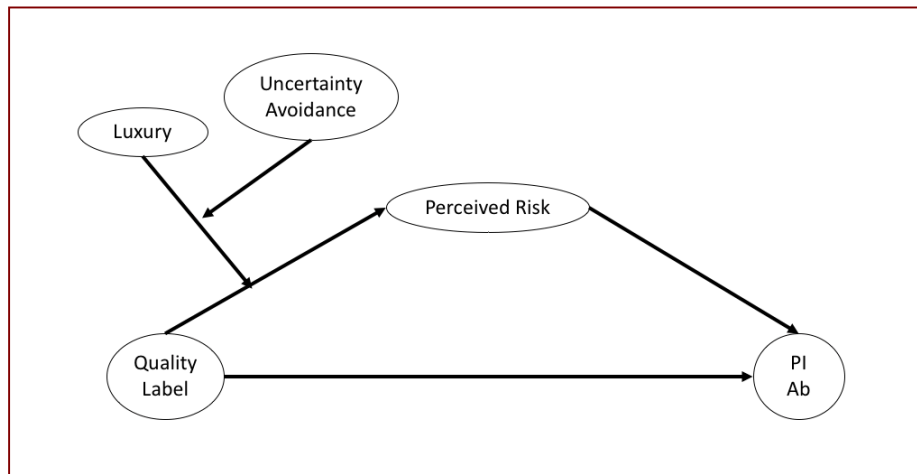 Uncertainty
Avoidance
Luxury
Perceived Risk
Quality
Label
PI
Ab